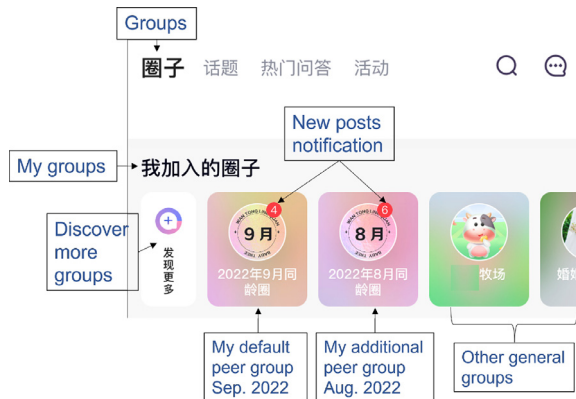 Groups
圈子 话题 热门问答 活动
New posts
notification
My groups
我加入的圈子
Discover
more
groups
发现更多
4
9月
2022年9月同
龄圈
6
8月
2022年8月同
龄圈
牧场
婚姻
My default
peer group
Sep. 2022
My additional
peer group
Aug. 2022
Other general
groups